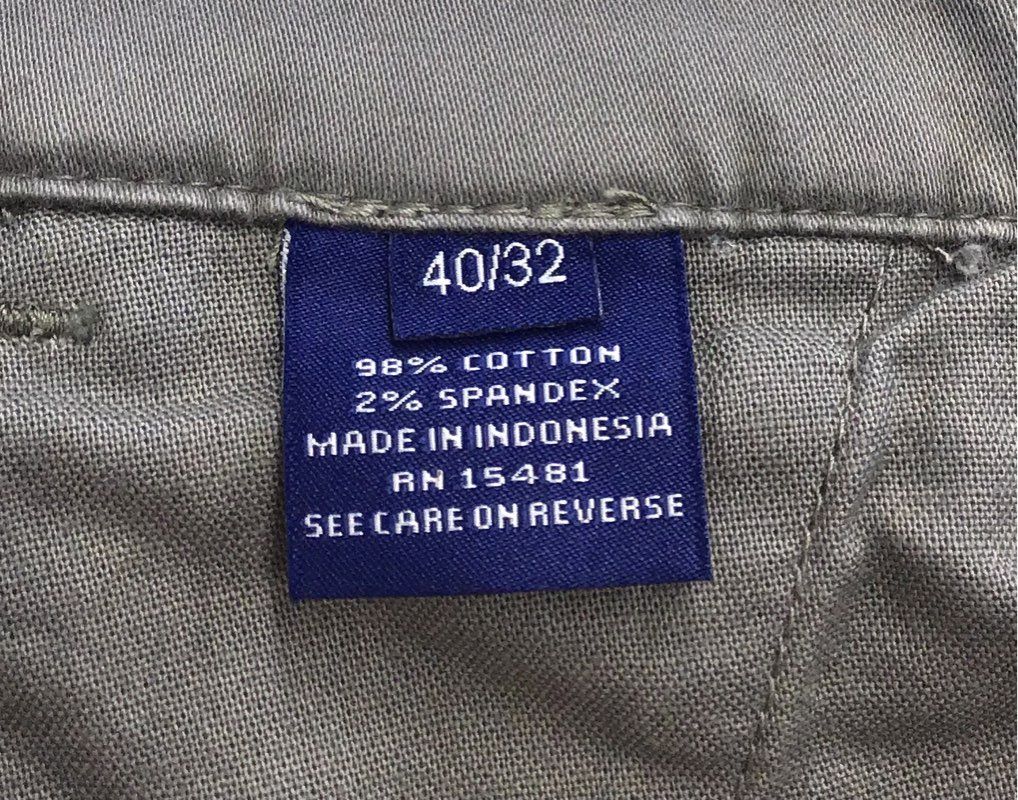 40/32
98% COTTON
2% SPANDEX
MADE IN INDONESIA
RN 15481
SEE CARE ON REVERSE